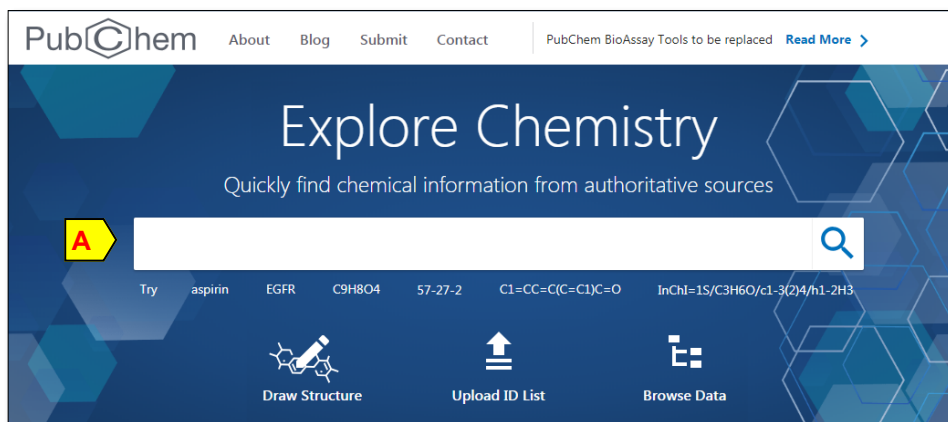 PubChem About Blog Submit Contact PubChem BioAssay Tools to be replaced Read More
Explore Chemistry
Quickly find chemical information from authoritative sources
A
Try aspirin EGFR C9H8O4 57-27-2 C1=CC=C(C=C1)C=O InChI=1S/C3H6O/c1-3(2)4/h1-2H3
Draw Structure Upload ID List Browse Data